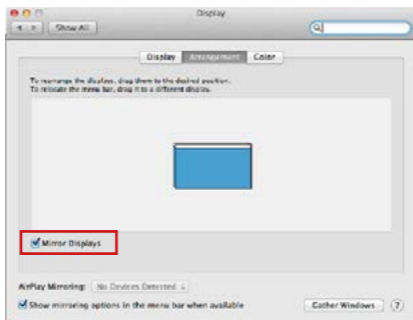 Display
Show All
Display Arrangement Color
To rearrange the displays, drag them to the desired position.
To relocate the menu bar, drag it to a different display.
Mirror Displays
AirPlay Mirroring: No Devices Detected
Show mirroring options in the menu bar when available
Gather Windows ?